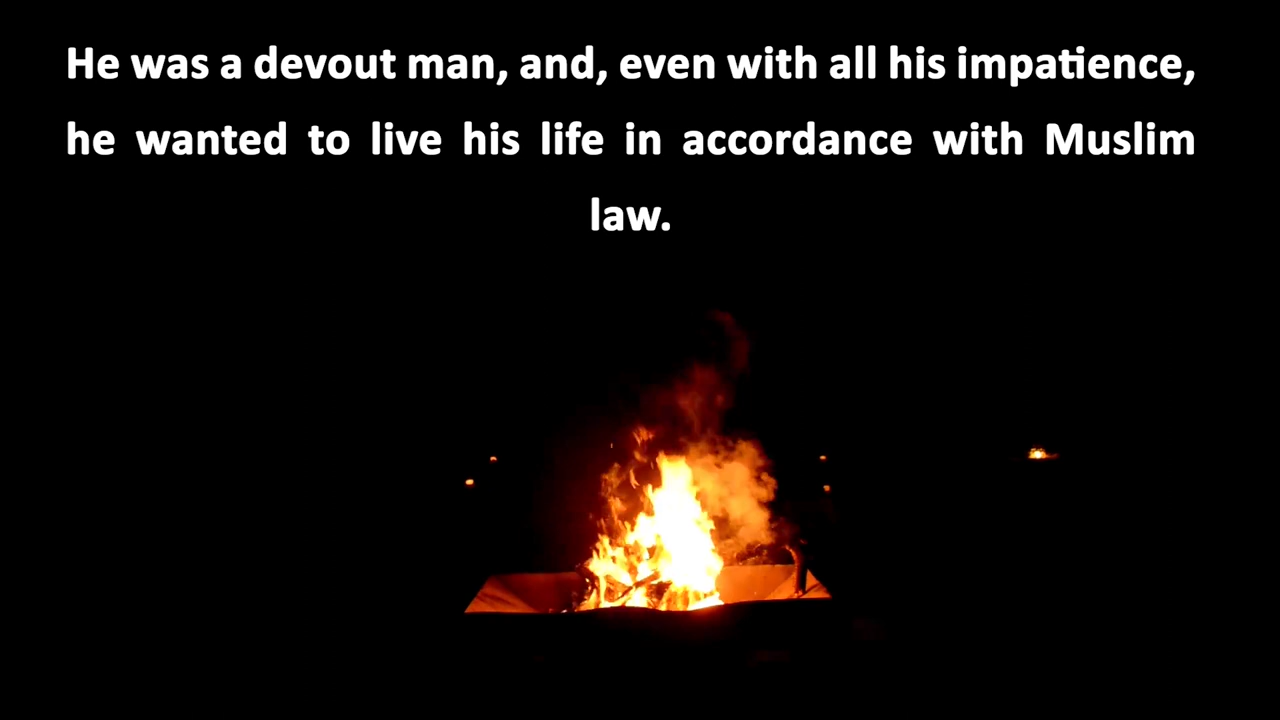 He was a devout man, and, even with all his impatience,
he wanted to live his life in accordance with Muslim
law.